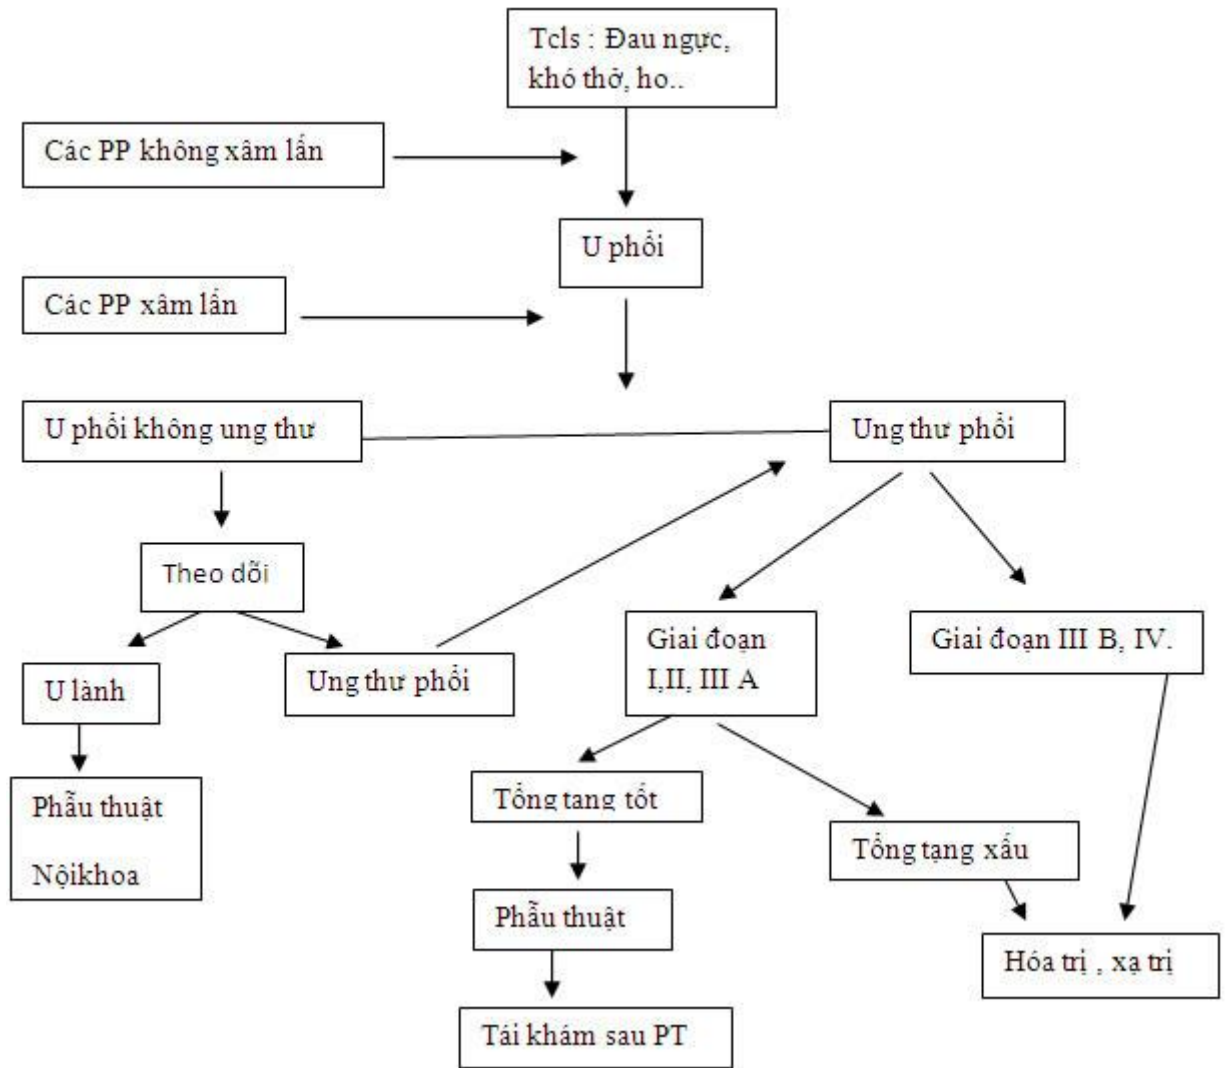 Tcls : Đau ngực,
khó thở, ho..
Các PP không xâm lấn
U phổi
Các PP xâm lấn
U phổi không ung thư
Ung thư phổi
Theo dõi
Giai đoạn
I,II, III A
Giai đoạn III B, IV.
U lành
Ung thư phổi
Phẫu thuật
Nộikhoa
Tổng tạng tốt
Tổng tạng xấu
Phẫu thuật
Hóa trị , xạ trị
Tái khám sau PT